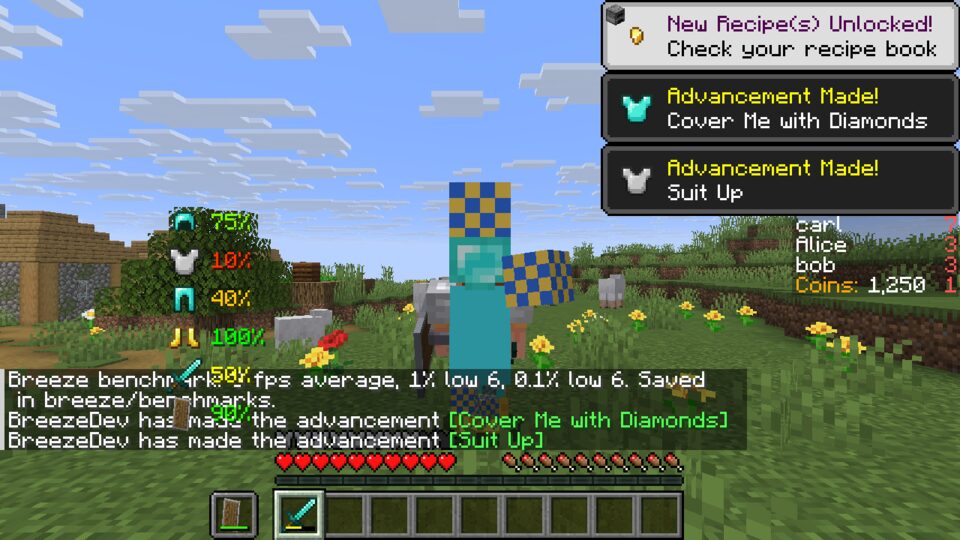 New Recipe(s) Unlocked!
Check your recipe book
Advancement Made!
Cover Me with Diamonds
Advancement Made!
Suit Up
carl 7
Alice 3
bob 3
Coins: 1,250 1
75%
10%
40%
100%
50%
90%
Breeze benchmark: fps average, 1% low 6, 0.1% low 6. Saved
in breeze/benchmarks.
BreezeDev has made the advancement [Cover Me with Diamonds]
BreezeDev has made the advancement [Suit Up]